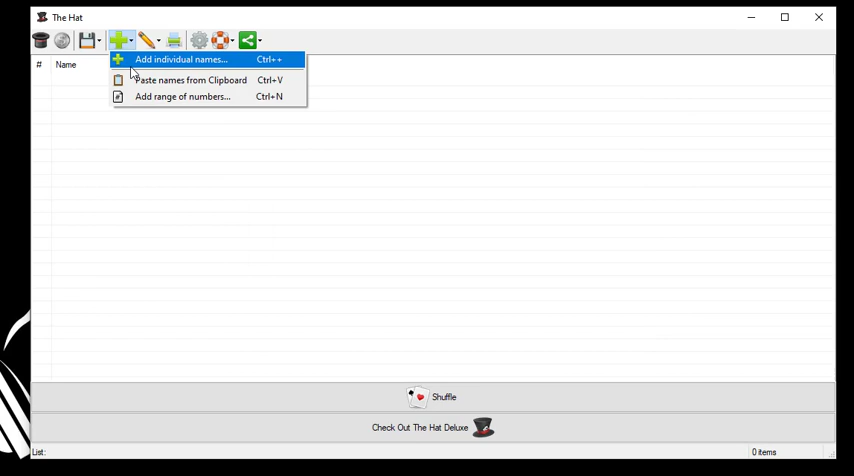 The Hat
Add individual names... Ctrl++
# Name
Paste names from Clipboard Ctrl+V
Add range of numbers... Ctrl+N
Shuffle
Check Out The Hat Deluxe
List: 0 items